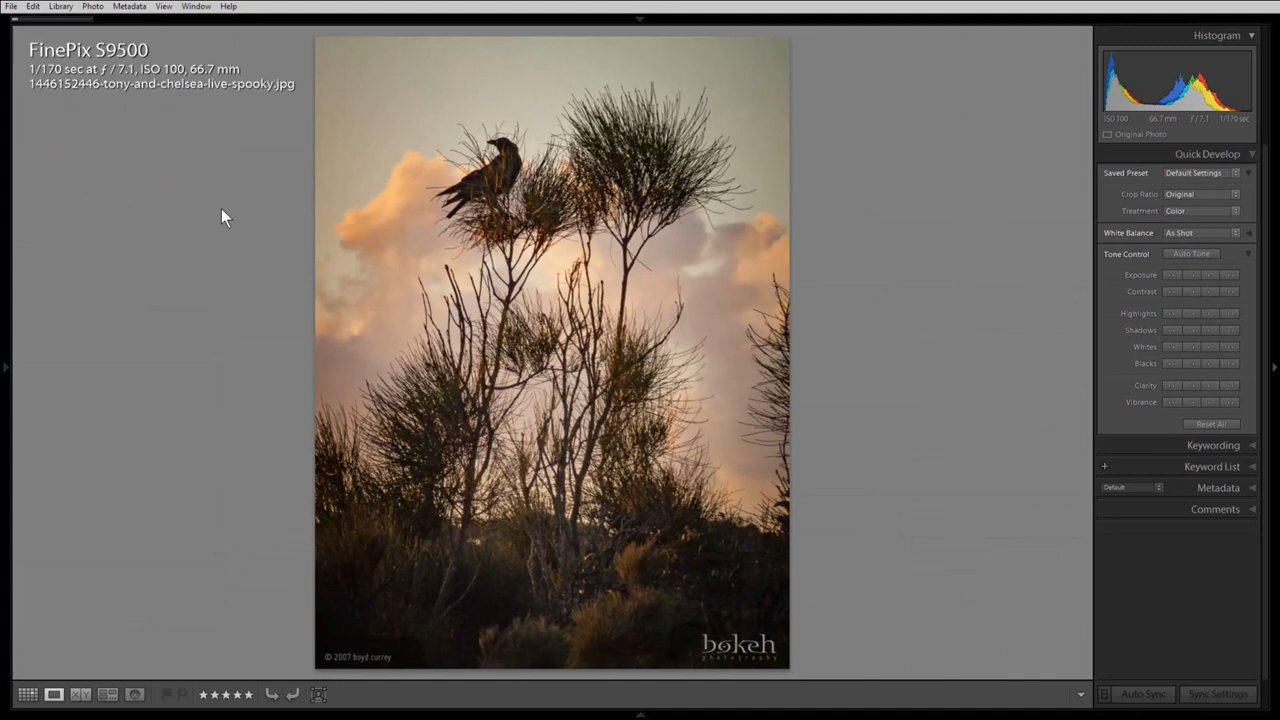 File Edit Library Photo Metadata View Window Help
FinePix S9500
1/170 sec at ƒ / 7.1, ISO 100, 66.7 mm
1446152446-tony-and-chelsea-live-spooky.jpg
© 2007 boyd currey
bokeh
photography
Histogram
ISO 100 66.7 mm ƒ / 7.1 1/170 sec
Original Photo
Quick Develop
Saved Preset Default Settings
Crop Ratio Original
Treatment Color
White Balance As Shot
Tone Control Auto Tone
Exposure
Contrast
Highlights
Shadows
Whites
Blacks
Clarity
Vibrance
Reset All
Keywording
Keyword List
Default Metadata
Comments
Auto Sync Sync Settings